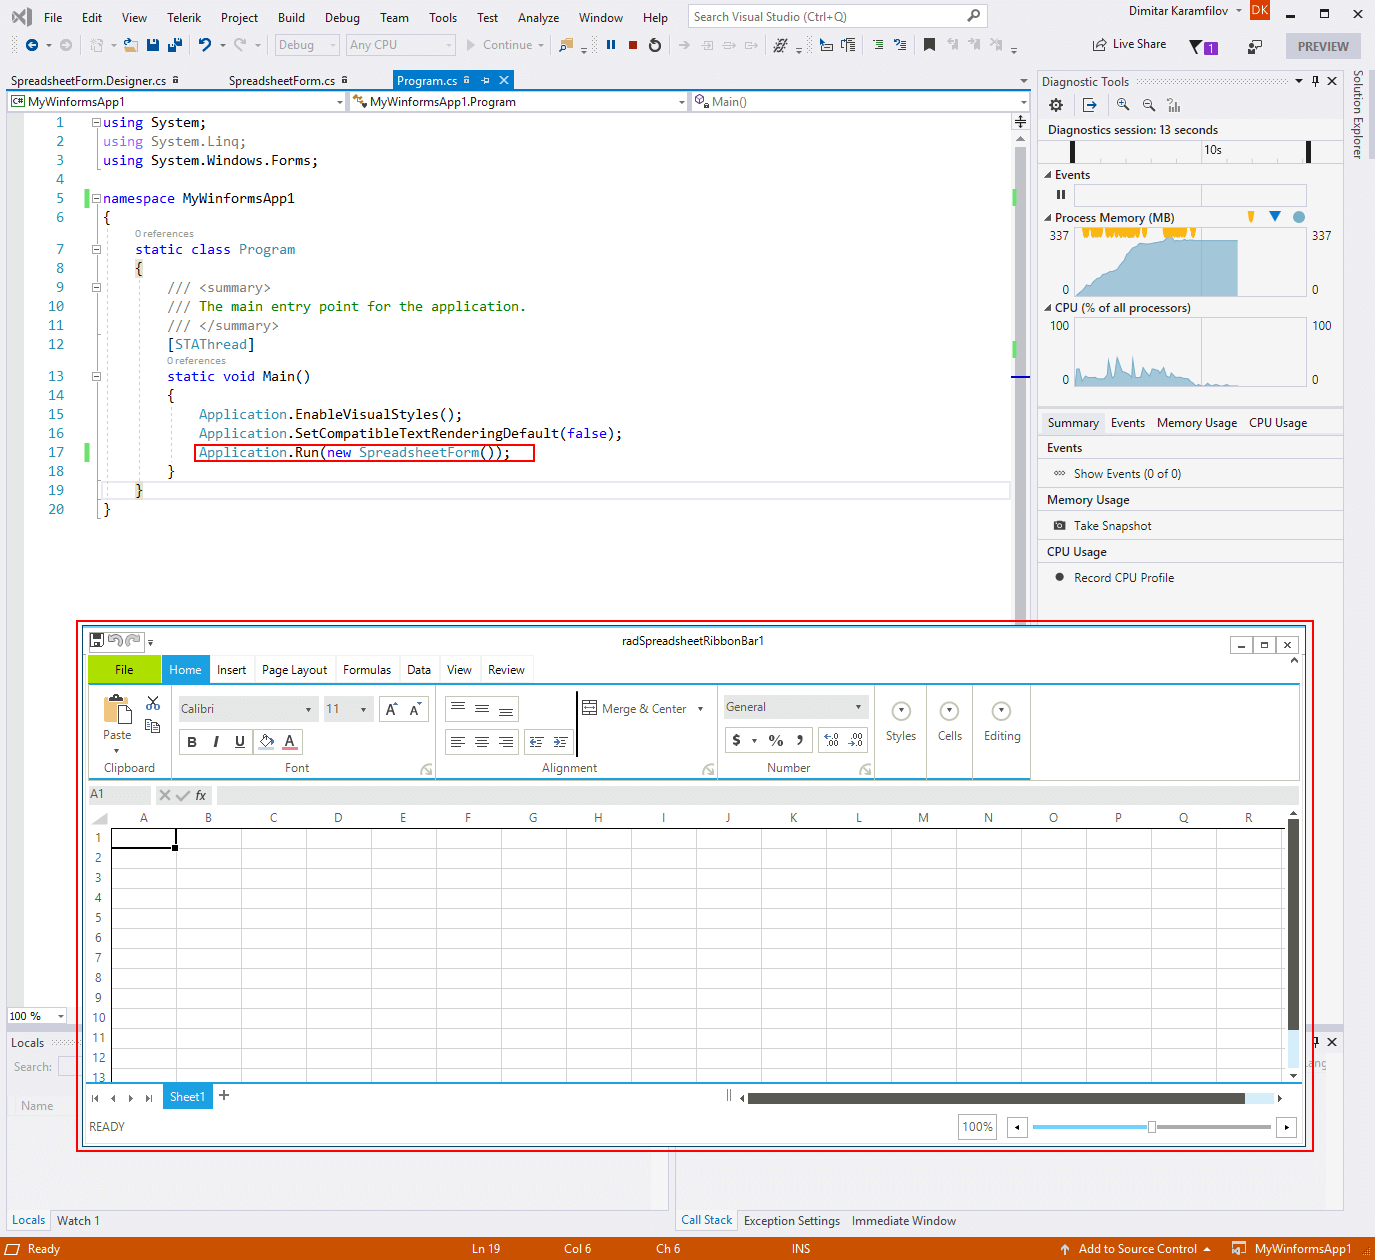 File Edit View Telerik Project Build Debug Team Tools Test Analyze Window Help Search Visual Studio (Ctrl+Q) Dimitar Karamfilov DK
Debug Any CPU Continue Live Share 1 PREVIEW
SpreadsheetForm.Designer.cs SpreadsheetForm.cs Program.cs
C# MyWinformsApp1 MyWinformsApp1.Program Main()
1 using System;
2 using System.Linq;
3 using System.Windows.Forms;
4
5 namespace MyWinformsApp1
6 {
0 references
7 static class Program
8 {
9 /// <summary>
10 /// The main entry point for the application.
11 /// </summary>
12 [STAThread]
0 references
13 static void Main()
14 {
15 Application.EnableVisualStyles();
16 Application.SetCompatibleTextRenderingDefault(false);
17 Application.Run(new SpreadsheetForm());
18 }
19 }
20 }
100 %
Diagnostic Tools
Diagnostics session: 13 seconds
10s
Events
Process Memory (MB)
337 337
0 0
CPU (% of all processors)
100 100
0 0
Summary Events Memory Usage CPU Usage
Events
Show Events (0 of 0)
Memory Usage
Take Snapshot
CPU Usage
Record CPU Profile
Solution Explorer
radSpreadsheetRibbonBar1
File Home Insert Page Layout Formulas Data View Review
Paste
Clipboard
Calibri 11 A A
B I U A
Font
Merge & Center
Alignment
General
$ % , .00 .00
Number
Styles Cells Editing
A1 fx
A B C D E F G H I J K L M N O P Q R
1
2
3
4
5
6
7
8
9
10
11
12
13
Sheet1 +
READY 100%
Locals
Search:
Name
Lang
Locals Watch 1 Call Stack Exception Settings Immediate Window
Ready Ln 19 Col 6 Ch 6 INS Add to Source Control MyWinformsApp1